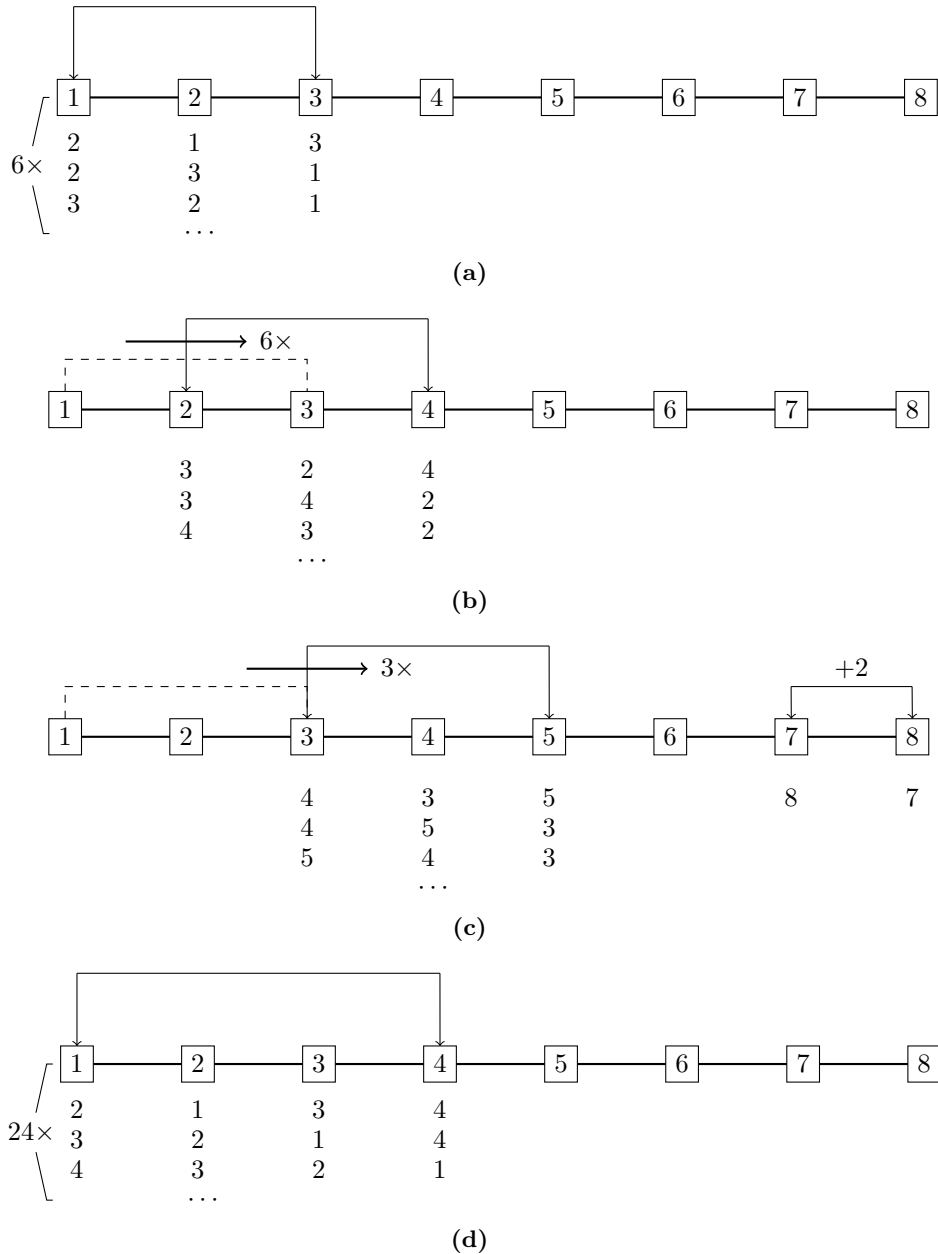 1 2 3 4 5 6 7 8
2 1 3
6×
2 3 1
3 2 1
...
(a)
6×
1 2 3 4 5 6 7 8
3 2 4
3 4 2
4 3 2
...
(b)
3× +2
1 2 3 4 5 6 7 8
4 3 5 8 7
4 5 3
5 4 3
...
(c)
1 2 3 4 5 6 7 8
2 1 3 4
24× 3 2 1 4
4 3 2 1
...
(d)